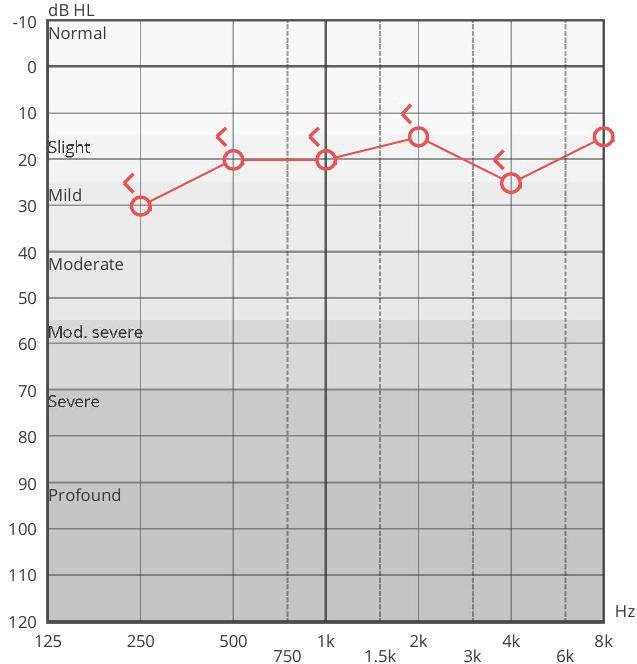 dB HL
-10
Normal
0
10
Slight
20
Mild
30
40
Moderate
50
Mod. severe
60
70
Severe
80
90
Profound
100
110
120
Hz
125 250 500 1k 2k 4k 8k
750 1.5k 3k 6k